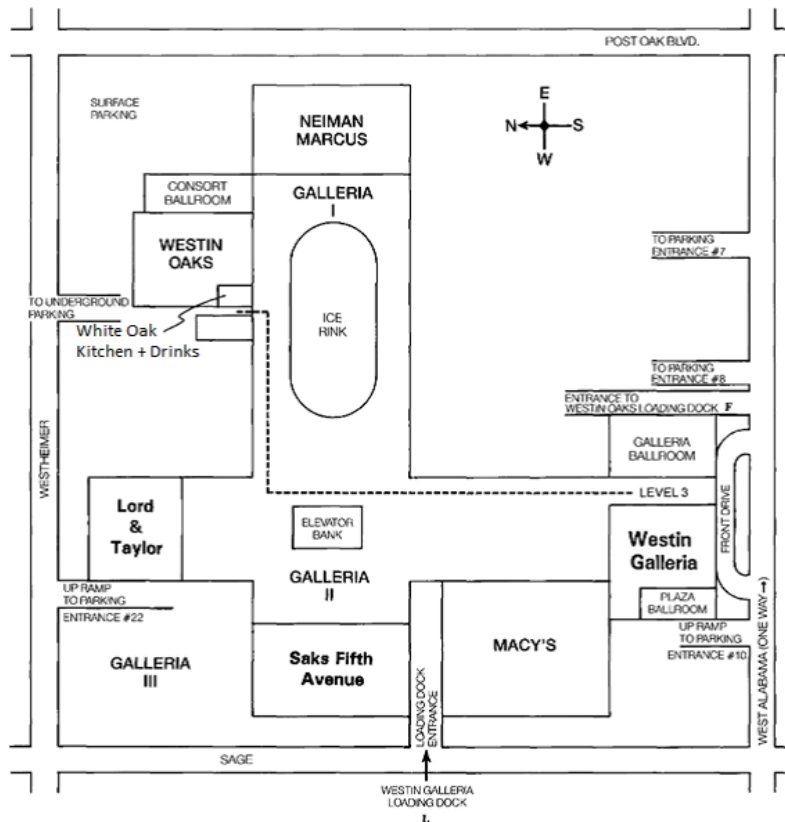 POST OAK BLVD.
SURFACE
PARKING
NEIMAN
MARCUS
E
N
S
W
CONSORT
BALLROOM
GALLERIA
I
WESTIN
OAKS
TO PARKING
ENTRANCE #7
TO UNDERGROUND
PARKING
ICE
RINK
White Oak
Kitchen + Drinks
TO PARKING
ENTRANCE #8
ENTRANCE TO
WESTIN OAKS LOADING DOCK F
GALLERIA
BALLROOM
WESTHEIMER
Lord
&
Taylor
LEVEL 3
FRONT DRIVE
ELEVATOR
BANK
Westin
Galleria
GALLERIA
II
UP RAMP
TO PARKING
ENTRANCE #22
PLAZA
BALLROOM
UP RAMP
TO PARKING
ENTRANCE #10
WEST ALABAMA (ONE WAY →)
GALLERIA
III
Saks Fifth
Avenue
MACY'S
LOADING DOCK
ENTRANCE
SAGE
WESTIN GALLERIA
LOADING DOCK
L